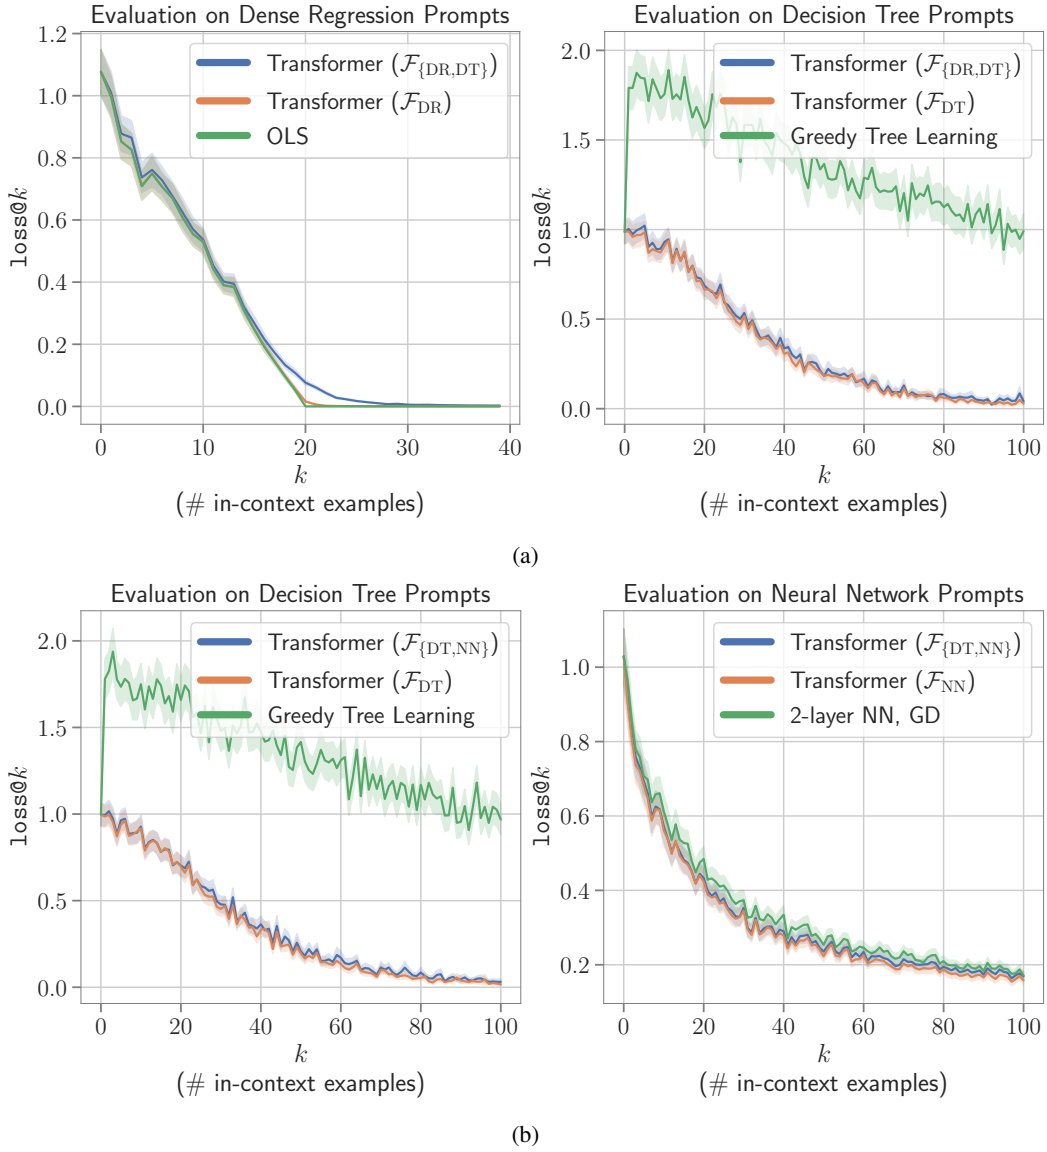 Evaluation on Dense Regression Prompts
Transformer (𝓕{DR,DT})
Transformer (𝓕DR)
OLS
loss@k
1.2
1.0
0.8
0.6
0.4
0.2
0.0
0 10 20 30 40
k
(# in-context examples)
Evaluation on Decision Tree Prompts
Transformer (𝓕{DR,DT})
Transformer (𝓕DT)
Greedy Tree Learning
loss@k
2.0
1.5
1.0
0.5
0.0
0 20 40 60 80 100
k
(# in-context examples)
(a)
Evaluation on Decision Tree Prompts
Transformer (𝓕{DT,NN})
Transformer (𝓕DT)
Greedy Tree Learning
loss@k
2.0
1.5
1.0
0.5
0.0
0 20 40 60 80 100
k
(# in-context examples)
Evaluation on Neural Network Prompts
Transformer (𝓕{DT,NN})
Transformer (𝓕NN)
2-layer NN, GD
loss@k
1.0
0.8
0.6
0.4
0.2
0 20 40 60 80 100
k
(# in-context examples)
(b)